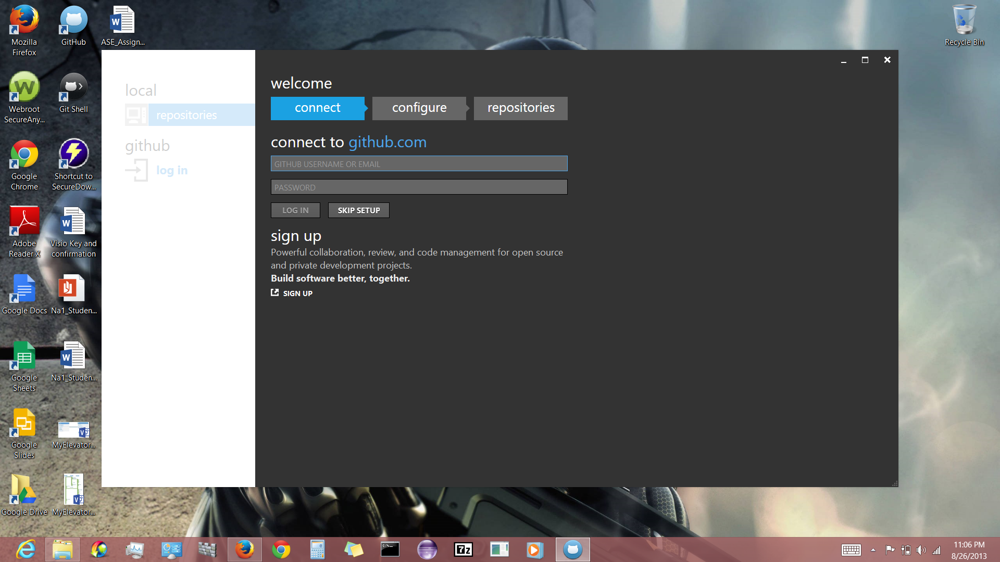 Mozilla
Firefox
GitHub
ASE_Assign...
Recycle Bin
Webroot
SecureAny...
Git Shell
Google
Chrome
Shortcut to
SecureDow...
Adobe
Reader X
Visio Key and
confirmation
Google Docs
Na1_Studen...
Google
Sheets
Na1_Studen...
Google
Slides
MyElevator...
Google Drive
MyElevator...
local
repositories
github
log in
welcome
connect
configure
repositories
connect to github.com
GITHUB USERNAME OR EMAIL
PASSWORD
LOG IN
SKIP SETUP
sign up
Powerful collaboration, review, and code management for open source
and private development projects.
Build software better, together.
SIGN UP
11:06 PM
8/26/2013